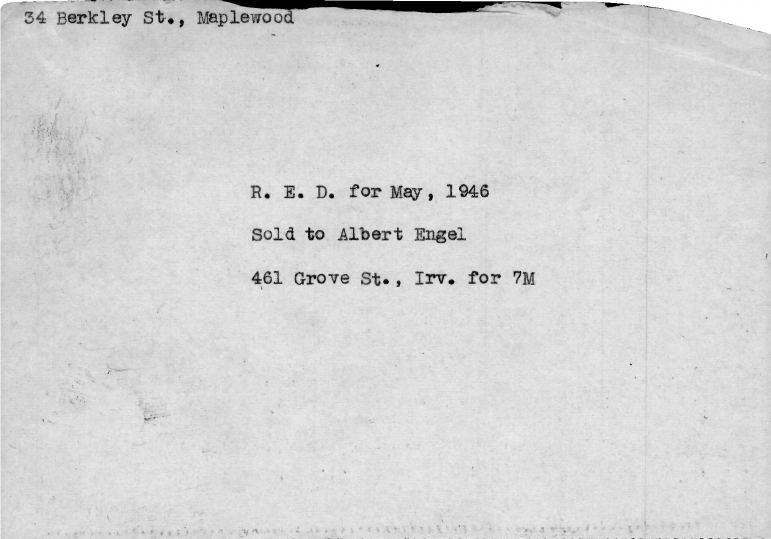 34 Berkley St., Maplewood
R. E. D. for May, 1946
Sold to Albert Engel
461 Grove St., Irv. for 7M